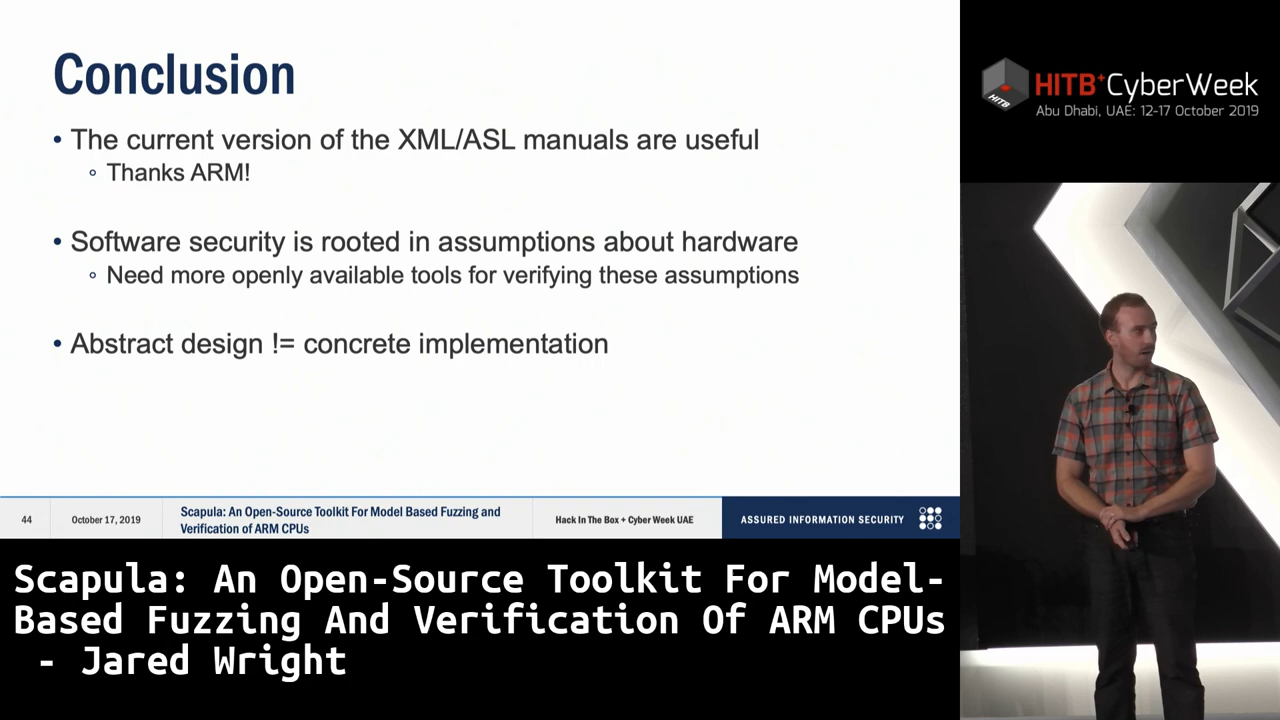 Conclusion
• The current version of the XML/ASL manuals are useful
◦ Thanks ARM!
• Software security is rooted in assumptions about hardware
◦ Need more openly available tools for verifying these assumptions
• Abstract design != concrete implementation
44
October 17, 2019
Scapula: An Open-Source Toolkit For Model Based Fuzzing and
Verification of ARM CPUs
Hack In The Box + Cyber Week UAE
ASSURED INFORMATION SECURITY
HITB
HITB+CyberWeek
Abu Dhabi, UAE: 12-17 October 2019
Scapula: An Open-Source Toolkit For Model-
Based Fuzzing And Verification Of ARM CPUs
- Jared Wright